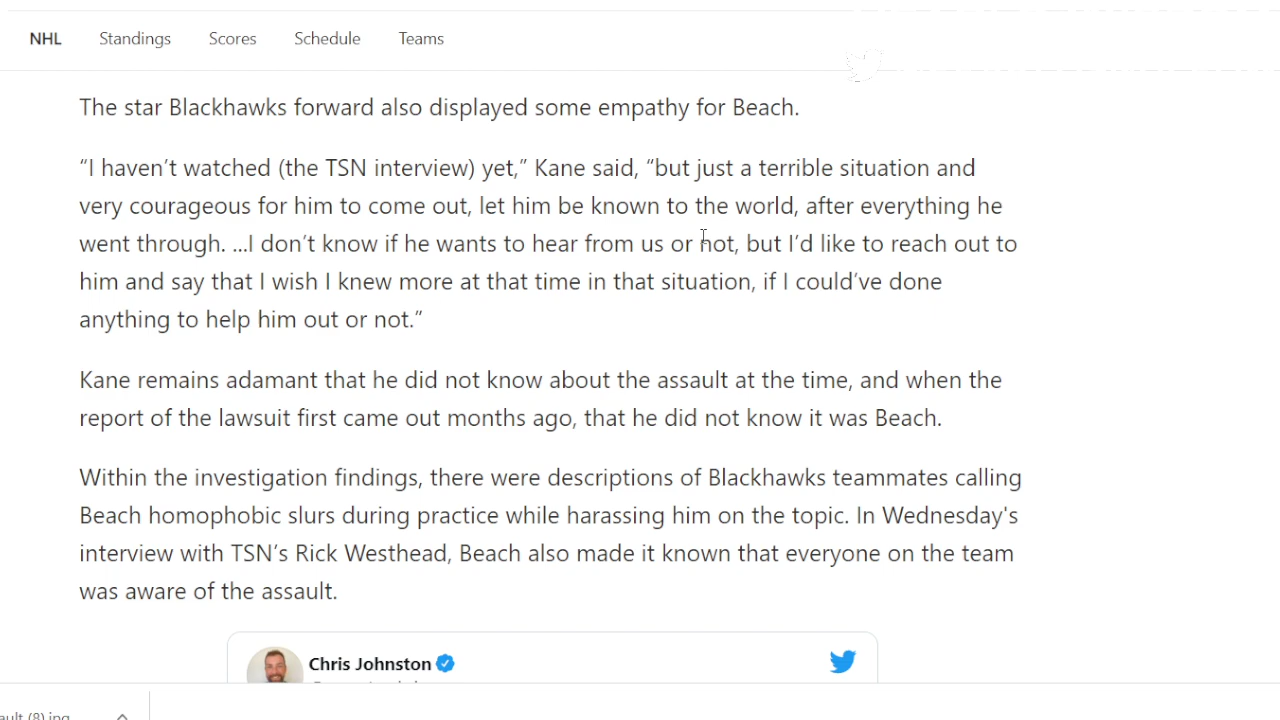 NHL Standings Scores Schedule Teams
The star Blackhawks forward also displayed some empathy for Beach.
“I haven’t watched (the TSN interview) yet,” Kane said, “but just a terrible situation and
very courageous for him to come out, let him be known to the world, after everything he
went through. …I don’t know if he wants to hear from us or not, but I’d like to reach out to
him and say that I wish I knew more at that time in that situation, if I could’ve done
anything to help him out or not.”
Kane remains adamant that he did not know about the assault at the time, and when the
report of the lawsuit first came out months ago, that he did not know it was Beach.
Within the investigation findings, there were descriptions of Blackhawks teammates calling
Beach homophobic slurs during practice while harassing him on the topic. In Wednesday's
interview with TSN’s Rick Westhead, Beach also made it known that everyone on the team
was aware of the assault.
Chris Johnston